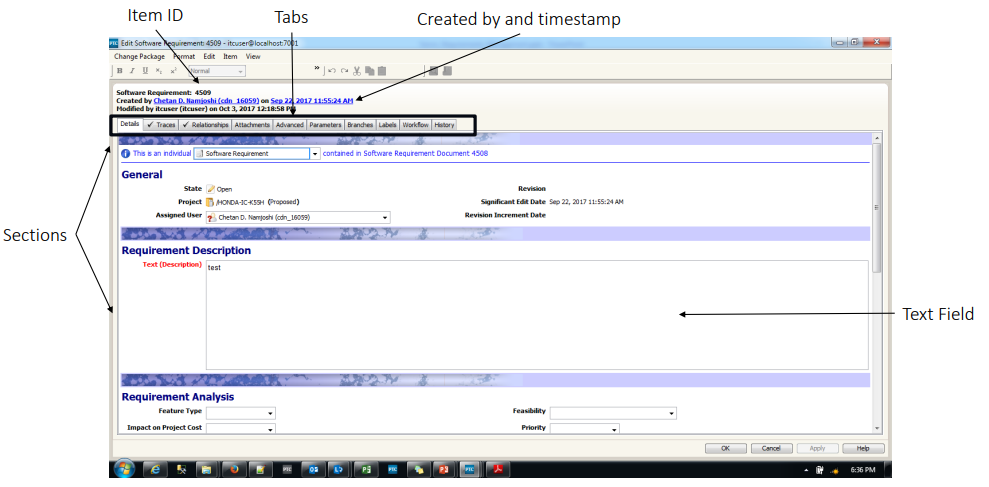 Item ID
Tabs
Created by and timestamp
PTC Edit Software Requirement: 4509 - itcuser@localhost:7001
Change Package Format Edit Item View
B I U x₂ x² Normal »
Software Requirement: 4509
Created by Chetan D. Namjoshi (cdn_16059) on Sep 22, 2017 11:55:24 AM
Modified by itcuser (itcuser) on Oct 3, 2017 12:18:58 PM
Details ✓ Traces ✓ Relationships Attachments Advanced Parameters Branches Labels Workflow History
This is an individual Software Requirement contained in Software Requirement Document 4508
General
State Open Revision
Project /HONDA-IC-K55H (Proposed) Significant Edit Date Sep 22, 2017 11:55:24 AM
Assigned User Chetan D. Namjoshi (cdn_16059) Revision Increment Date
Sections
Requirement Description
Text (Description) test
Text Field
Requirement Analysis
Feature Type Feasibility
Impact on Project Cost Priority
OK Cancel Apply Help
6:36 PM